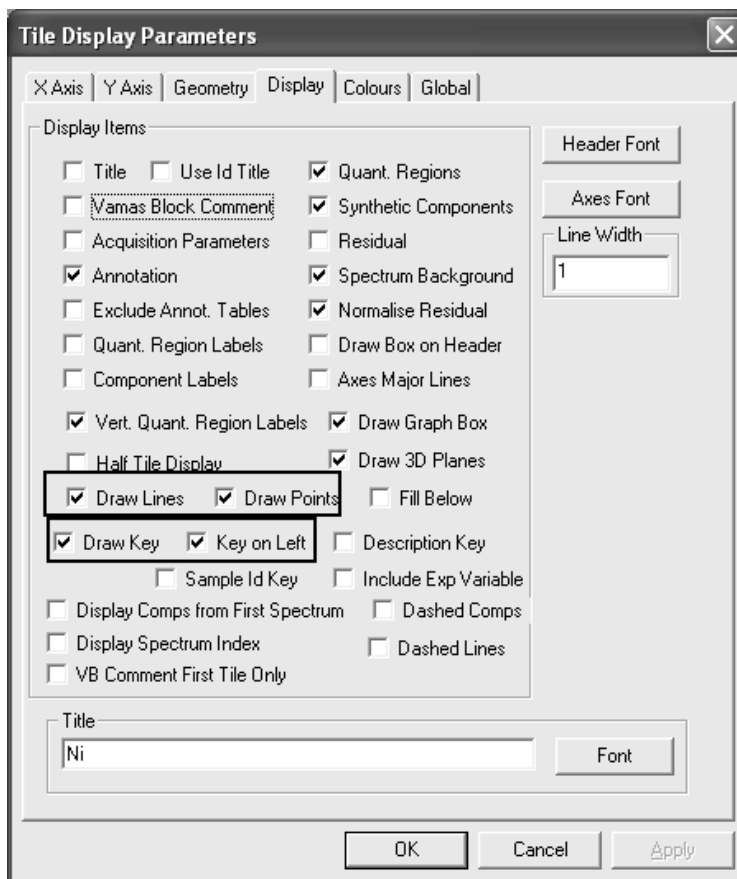 Tile Display Parameters
X Axis Y Axis Geometry Display Colours Global
Display Items
Title Use Id Title Quant. Regions
Header Font
Vamas Block Comment Synthetic Components
Axes Font
Acquisition Parameters Residual
Line Width
Annotation Spectrum Background
1
Exclude Annot. Tables Normalise Residual
Quant. Region Labels Draw Box on Header
Component Labels Axes Major Lines
Vert. Quant. Region Labels Draw Graph Box
Half Tile Display Draw 3D Planes
Draw Lines Draw Points Fill Below
Draw Key Key on Left Description Key
Sample Id Key Include Exp Variable
Display Comps from First Spectrum Dashed Comps
Display Spectrum Index Dashed Lines
VB Comment First Tile Only
Title
Ni Font
OK Cancel Apply